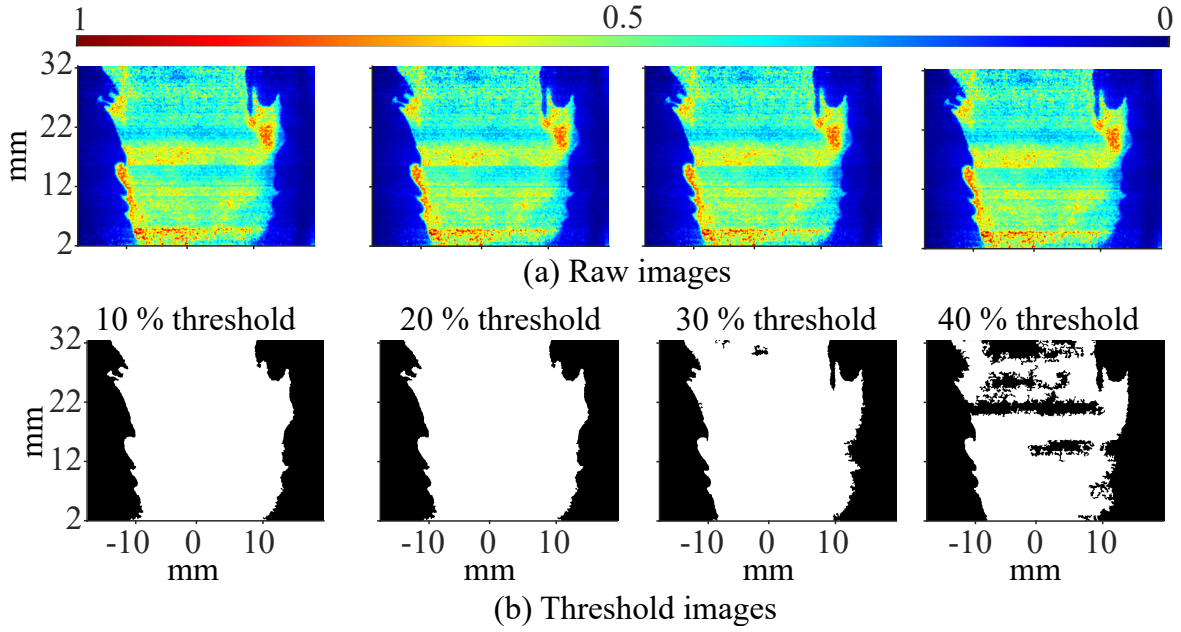 1 0.5 0
32
22
mm
12
2
(a) Raw images
10 % threshold 20 % threshold 30 % threshold 40 % threshold
32
22
mm
12
2
-10 0 10 -10 0 10 -10 0 10 -10 0 10
mm mm mm mm
(b) Threshold images